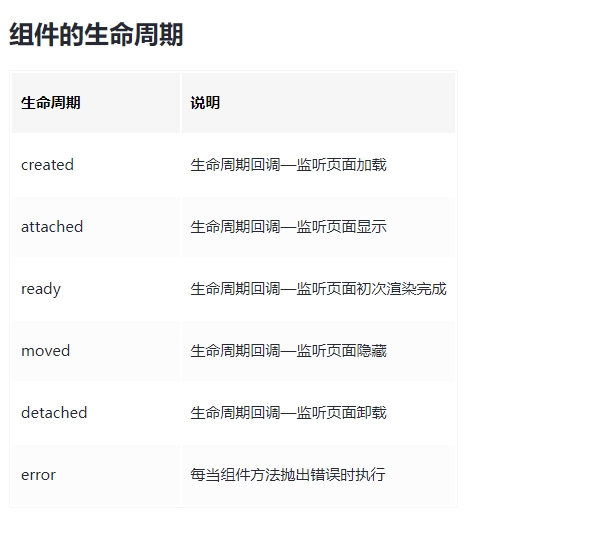 组件的生命周期
生命周期 说明
created 生命周期回调—监听页面加载
attached 生命周期回调—监听页面显示
ready 生命周期回调—监听页面初次渲染完成
moved 生命周期回调—监听页面隐藏
detached 生命周期回调—监听页面卸载
error 每当组件方法抛出错误时执行